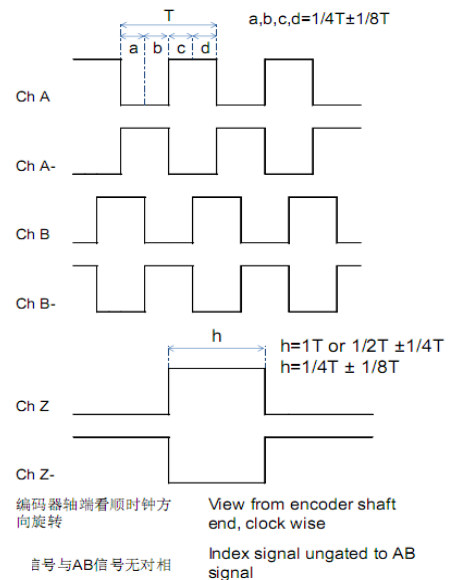 T
a,b,c,d=1/4T±1/8T
a b c d
Ch A
Ch A-
Ch B
Ch B-
h
h=1T or 1/2T ±1/4T
h=1/4T ± 1/8T
Ch Z
Ch Z-
编码器轴端看顺时钟方
向旋转
View from encoder shaft
end, clock wise
信号与AB信号无对相
Index signal ungated to AB
signal